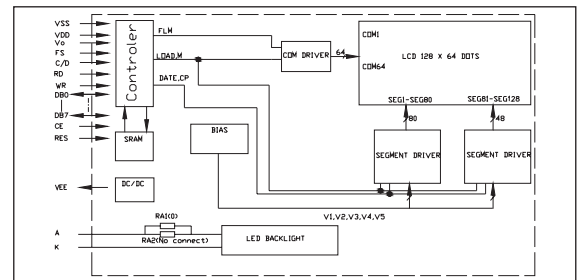 VSS
VDD
Vo
FS
C/D
RD
WR
DB0
DB7
CE
RES
VEE
A
K
Controler
SRAM
DC/DC
FLM
LOAD,M
DATE,CP
COM DRIVER
64
COM1
COM64
LCD 128 X 64 DOTS
SEG1-SEG80
SEG81-SEG128
80
48
BIAS
SEGMENT DRIVER
SEGMENT DRIVER
V1,V2,V3,V4,V5
RA1(0)
RA2(No connect)
LED BACKLIGHT